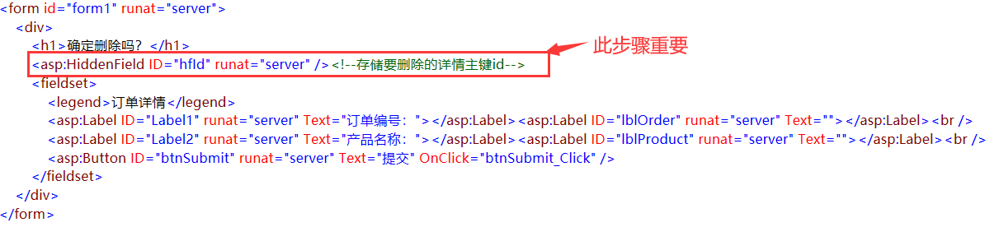 <form id="form1" runat="server">
<div>
<h1>确定删除吗？</h1>
<asp:HiddenField ID="hfId" runat="server" /><!--存储要删除的详情主键id-->
此步骤重要
<fieldset>
<legend>订单详情</legend>
<asp:Label ID="Label1" runat="server" Text="订单编号："></asp:Label><asp:Label ID="lblOrder" runat="server" Text=""></asp:Label><br />
<asp:Label ID="Label2" runat="server" Text="产品名称："></asp:Label><asp:Label ID="lblProduct" runat="server" Text=""></asp:Label><br />
<asp:Button ID="btnSubmit" runat="server" Text="提交" OnClick="btnSubmit_Click" />
</fieldset>
</div>
</form>